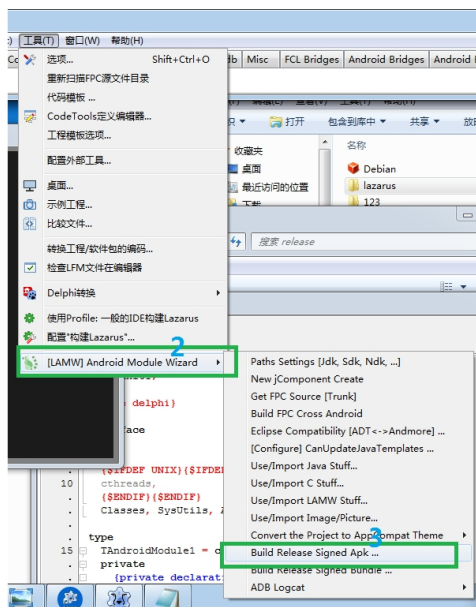 工具(T) 窗口(W) 帮助(H)
选项... Shift+Ctrl+O
db Misc FCL Bridges Android Bridges Android
重新扫描FPC源文件目录
代码模板 ...
CodeTools定义编辑器...
工程模板选项...
打开 包含到库中 共享
配置外部工具...
收藏夹 名称
桌面... 桌面 Debian
示例工程... 最近访问的位置 lazarus
比较文件... 下载 123
转换工程/软件包的编码... 搜索 release
检查LFM文件在编辑器
Delphi转换
使用Profile: 一般的IDE构建Lazarus
配置"构建Lazarus"...
2
[LAMW] Android Module Wizard
Paths Settings [Jdk, Sdk, Ndk, ...]
New jComponent Create
delphi}
Get FPC Source [Trunk]
Build FPC Cross Android
face
Eclipse Compatibility [ADT<->Andmore] ...
[Configure] CanUpdateJavaTemplates ...
{$IFDEF UNIX}{$IFDE
Use/Import Java Stuff...
10 cthreads,
Use/Import C Stuff...
{$ENDIF}{$ENDIF}
Use/Import LAMW Stuff...
Classes, SysUtils,
Use/Import Image/Picture...
type
Convert the Project to AppCompat Theme
3
15 TAndroidModule1 = c
Build Release Signed Apk ...
private
Build Release Signed Bundle ...
{private declarat
ADB Logcat